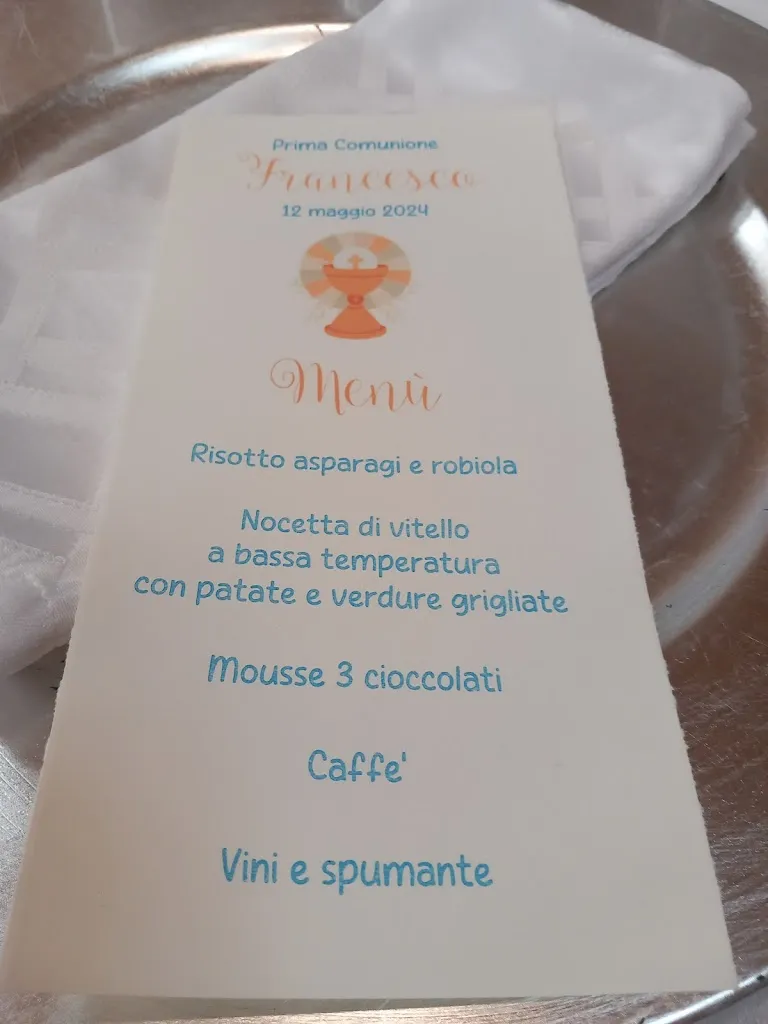 Prima Comunione
Francesco
12 maggio 2024
Menù
Risotto asparagi e robiola
Nocetta di vitello
a bassa temperatura
con patate e verdure grigliate
Mousse 3 cioccolati
Caffe'
Vini e spumante